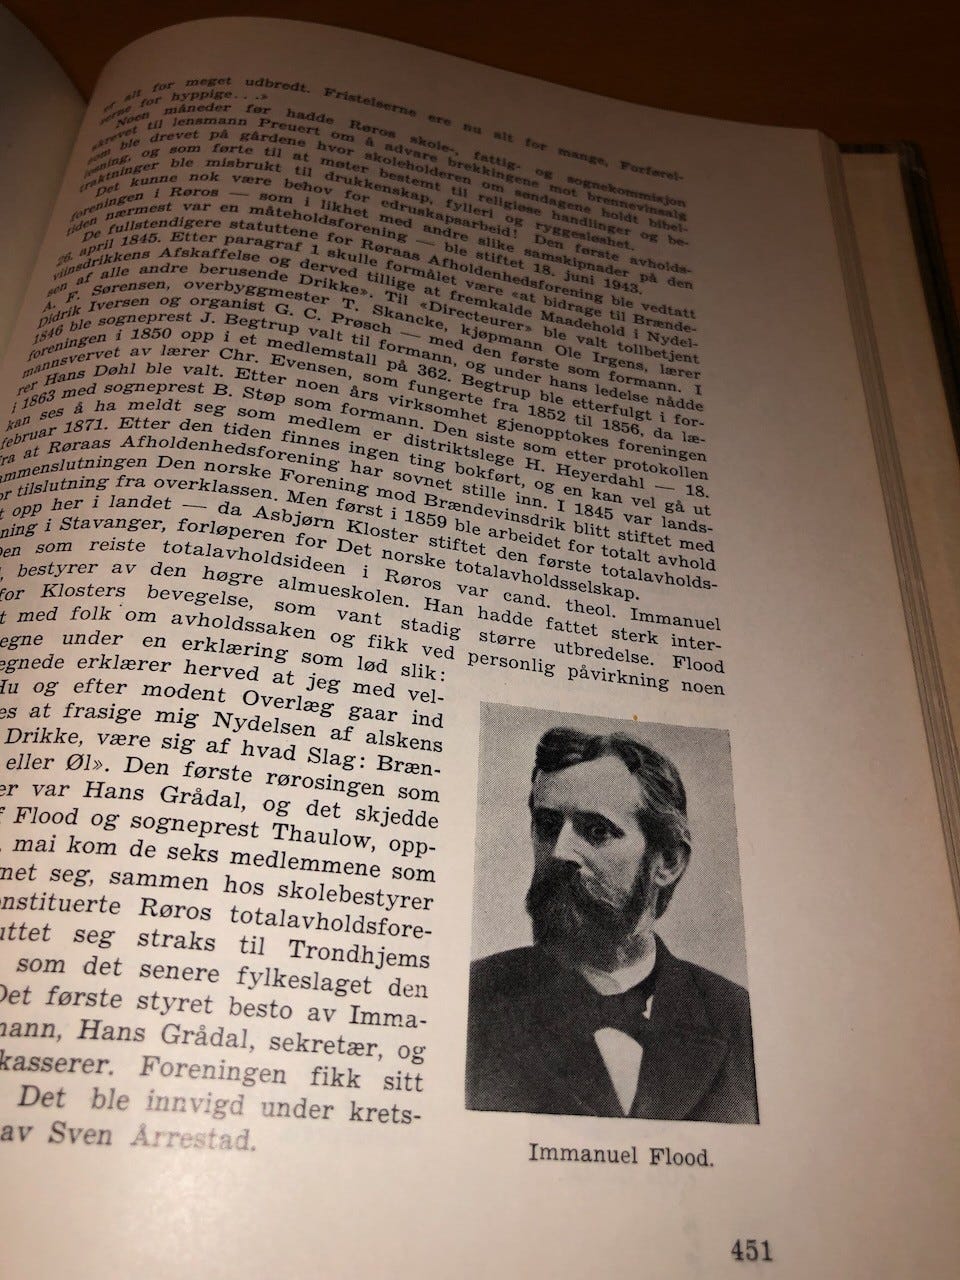 er alt for meget udbredt. Fristelserne ere nu alt for mange, Forførel-
serne for hyppige. . .»
Noen måneder før hadde Røros skole-, fattig- og sognekommisjon
skrevet til lensmann Preuert om å advare brekkingene mot brennevinsalg
som ble drevet på gårdene hvor skoleholderen om søndagene holdt bibel-
lesning, og som førte til at møter bestemt til religiøse handlinger og be-
traktninger ble misbrukt til drukkenskap, fylleri og ryggesløshet.
Det kunne nok være behov for edruskapsarbeid! Den første avholds-
foreningen i Røros — som i likhet med andre slike samskipnader på den
tiden nærmest var en måteholdsforening — ble stiftet 18. juni 1943.
De fullstendigere statuttene for Røraas Afholdenhedsforening ble vedtatt
26. april 1845. Etter paragraf 1 skulle formålet være «at bidrage til Brænde-
viinsdrikkens Afskaffelse og derved tillige at fremkalde Maadehold i Nydel-
sen af alle andre berusende Drikke». Til «Directeurer» ble valt tollbetjent
A. F. Sørensen, overbyggmester T. Skancke, kjøpmann Ole Irgens, lærer
Didrik Iversen og organist G. C. Prøsch — med den første som formann. I
1846 ble sogneprest J. Begtrup valt til formann, og under hans ledelse nådde
foreningen i 1850 opp i et medlemstall på 362. Begtrup ble etterfulgt i for-
mannsvervet av lærer Chr. Evensen, som fungerte fra 1852 til 1856, da læ-
rer Hans Døhl ble valt. Etter noen års virksomhet gjenopptokes foreningen
i 1863 med sogneprest B. Støp som formann. Den siste som etter protokollen
kan ses å ha meldt seg som medlem er distriktslege H. Heyerdahl — 18.
februar 1871. Etter den tiden finnes ingen ting bokført, og en kan vel gå ut
fra at Røraas Afholdenhedsforening har sovnet stille inn. I 1845 var lands-
mmenslutningen Den norske Forening mod Brændevinsdrik blitt stiftet med
or tilslutning fra overklassen. Men først i 1859 ble arbeidet for totalt avhold
t opp her i landet — da Asbjørn Kloster stiftet den første totalavholds-
ning i Stavanger, forløperen for Det norske totalavholdsselskap.
Den som reiste totalavholdsideen i Røros var cand. theol. Immanuel
, bestyrer av den høgre almueskolen. Han hadde fattet sterk inter-
for Klosters bevegelse, som vant stadig større utbredelse. Flood
t med folk om avholdssaken og fikk ved personlig påvirkning noen
egne under en erklæring som lød slik:
egnede erklærer herved at jeg med vel-
Hu og efter modent Overlæg gaar ind
es at frasige mig Nydelsen af alskens
Drikke, være sig af hvad Slag: Bræn-
eller Øl». Den første rørosingen som
er var Hans Grådal, og det skjedde
f Flood og sogneprest Thaulow, opp-
. mai kom de seks medlemmene som
net seg, sammen hos skolebestyrer
onstituerte Røros totalavholdsfore-
uttet seg straks til Trondhjems
som det senere fylkeslaget den
Det første styret besto av Imma-
mann, Hans Grådal, sekretær, og
kasserer. Foreningen fikk sitt
Det ble innvigd under krets-
av Sven Arrestad.
Immanuel Flood.
451